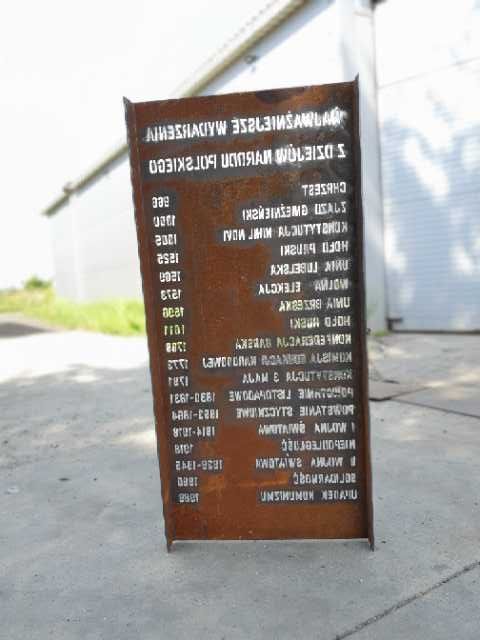 NAJWAŻNIEJSZE WYDARZENIA
Z DZIEJÓW NARODU POLSKIEGO
CHRZEST 966
ZJAZD GNIEŹNIEŃSKI 1000
KONSTYTUCJA NIHIL NOVI 1505
HOŁD PRUSKI 1525
UNIA LUBELSKA 1569
WOLNA ELEKCJA 1573
UNIA BRZESKA 1596
HOŁD RUSKI 1611
KONFEDERACJA BARSKA 1768
KOMISJA EDUKACJI NARODOWEJ 1773
KONSTYTUCJA 3 MAJA 1791
POWSTANIE LISTOPADOWE 1830-1831
POWSTANIE STYCZNIOWE 1863-1864
I WOJNA ŚWIATOWA 1914-1918
NIEPODLEGŁOŚĆ 1918
II WOJNA ŚWIATOWA 1939-1945
SOLIDARNOŚĆ 1980
UPADEK KOMUNIZMU 1989